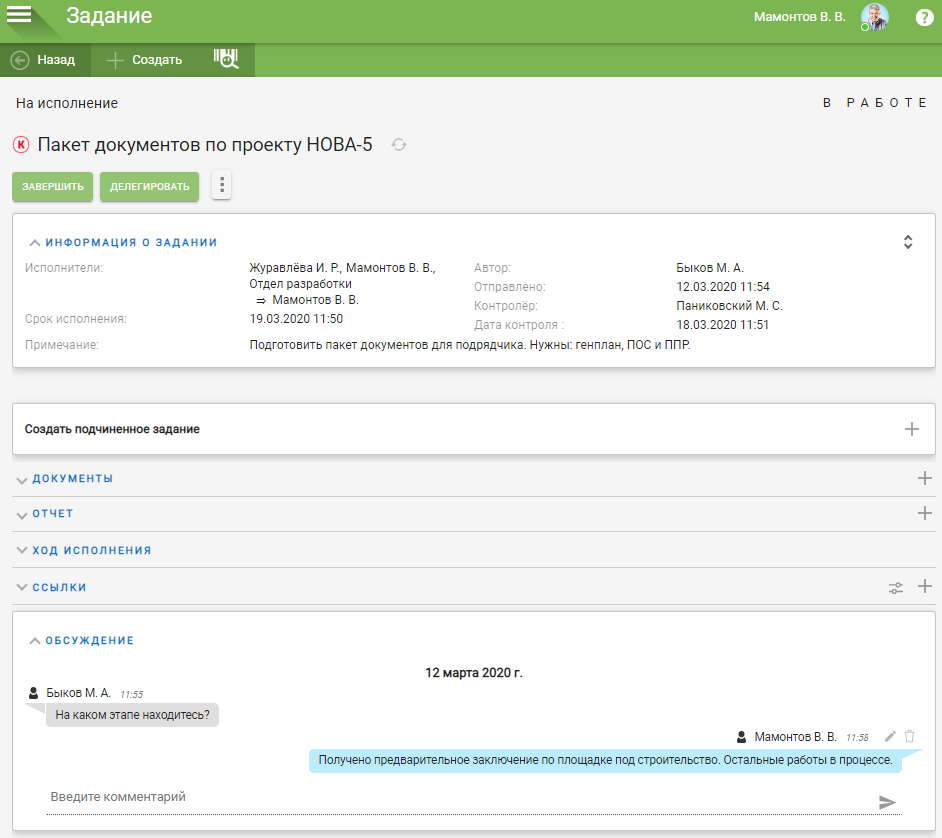 Задание
Мамонтов В. В.
?
Назад
Создать
На исполнение
В РАБОТЕ
К Пакет документов по проекту НОВА-5
ЗАВЕРШИТЬ
ДЕЛЕГИРОВАТЬ
ИНФОРМАЦИЯ О ЗАДАНИИ
Исполнители:
Журавлёва И. Р., Мамонтов В. В.,
Отдел разработки
⇒ Мамонтов В. В.
Срок исполнения:
19.03.2020 11:50
Автор:
Быков М. А.
Отправлено:
12.03.2020 11:54
Контролёр:
Паниковский М. С.
Дата контроля :
18.03.2020 11:51
Примечание:
Подготовить пакет документов для подрядчика. Нужны: генплан, ПОС и ППР.
Создать подчиненное задание
ДОКУМЕНТЫ
ОТЧЕТ
ХОД ИСПОЛНЕНИЯ
ССЫЛКИ
ОБСУЖДЕНИЕ
12 марта 2020 г.
Быков М. А. 11:55
На каком этапе находитесь?
Мамонтов В. В. 11:58
Получено предварительное заключение по площадке под строительство. Остальные работы в процессе.
Введите комментарий